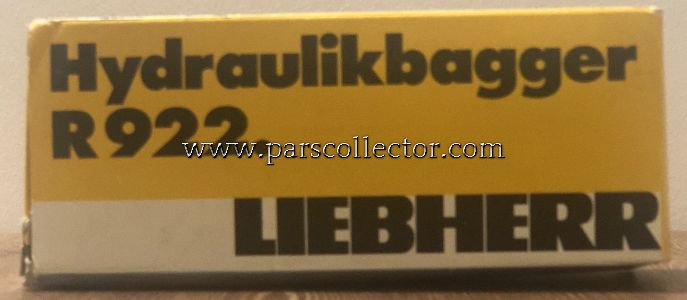 Hydraulikbagger
R 922.
www.parscollector.com
LIEBHERR